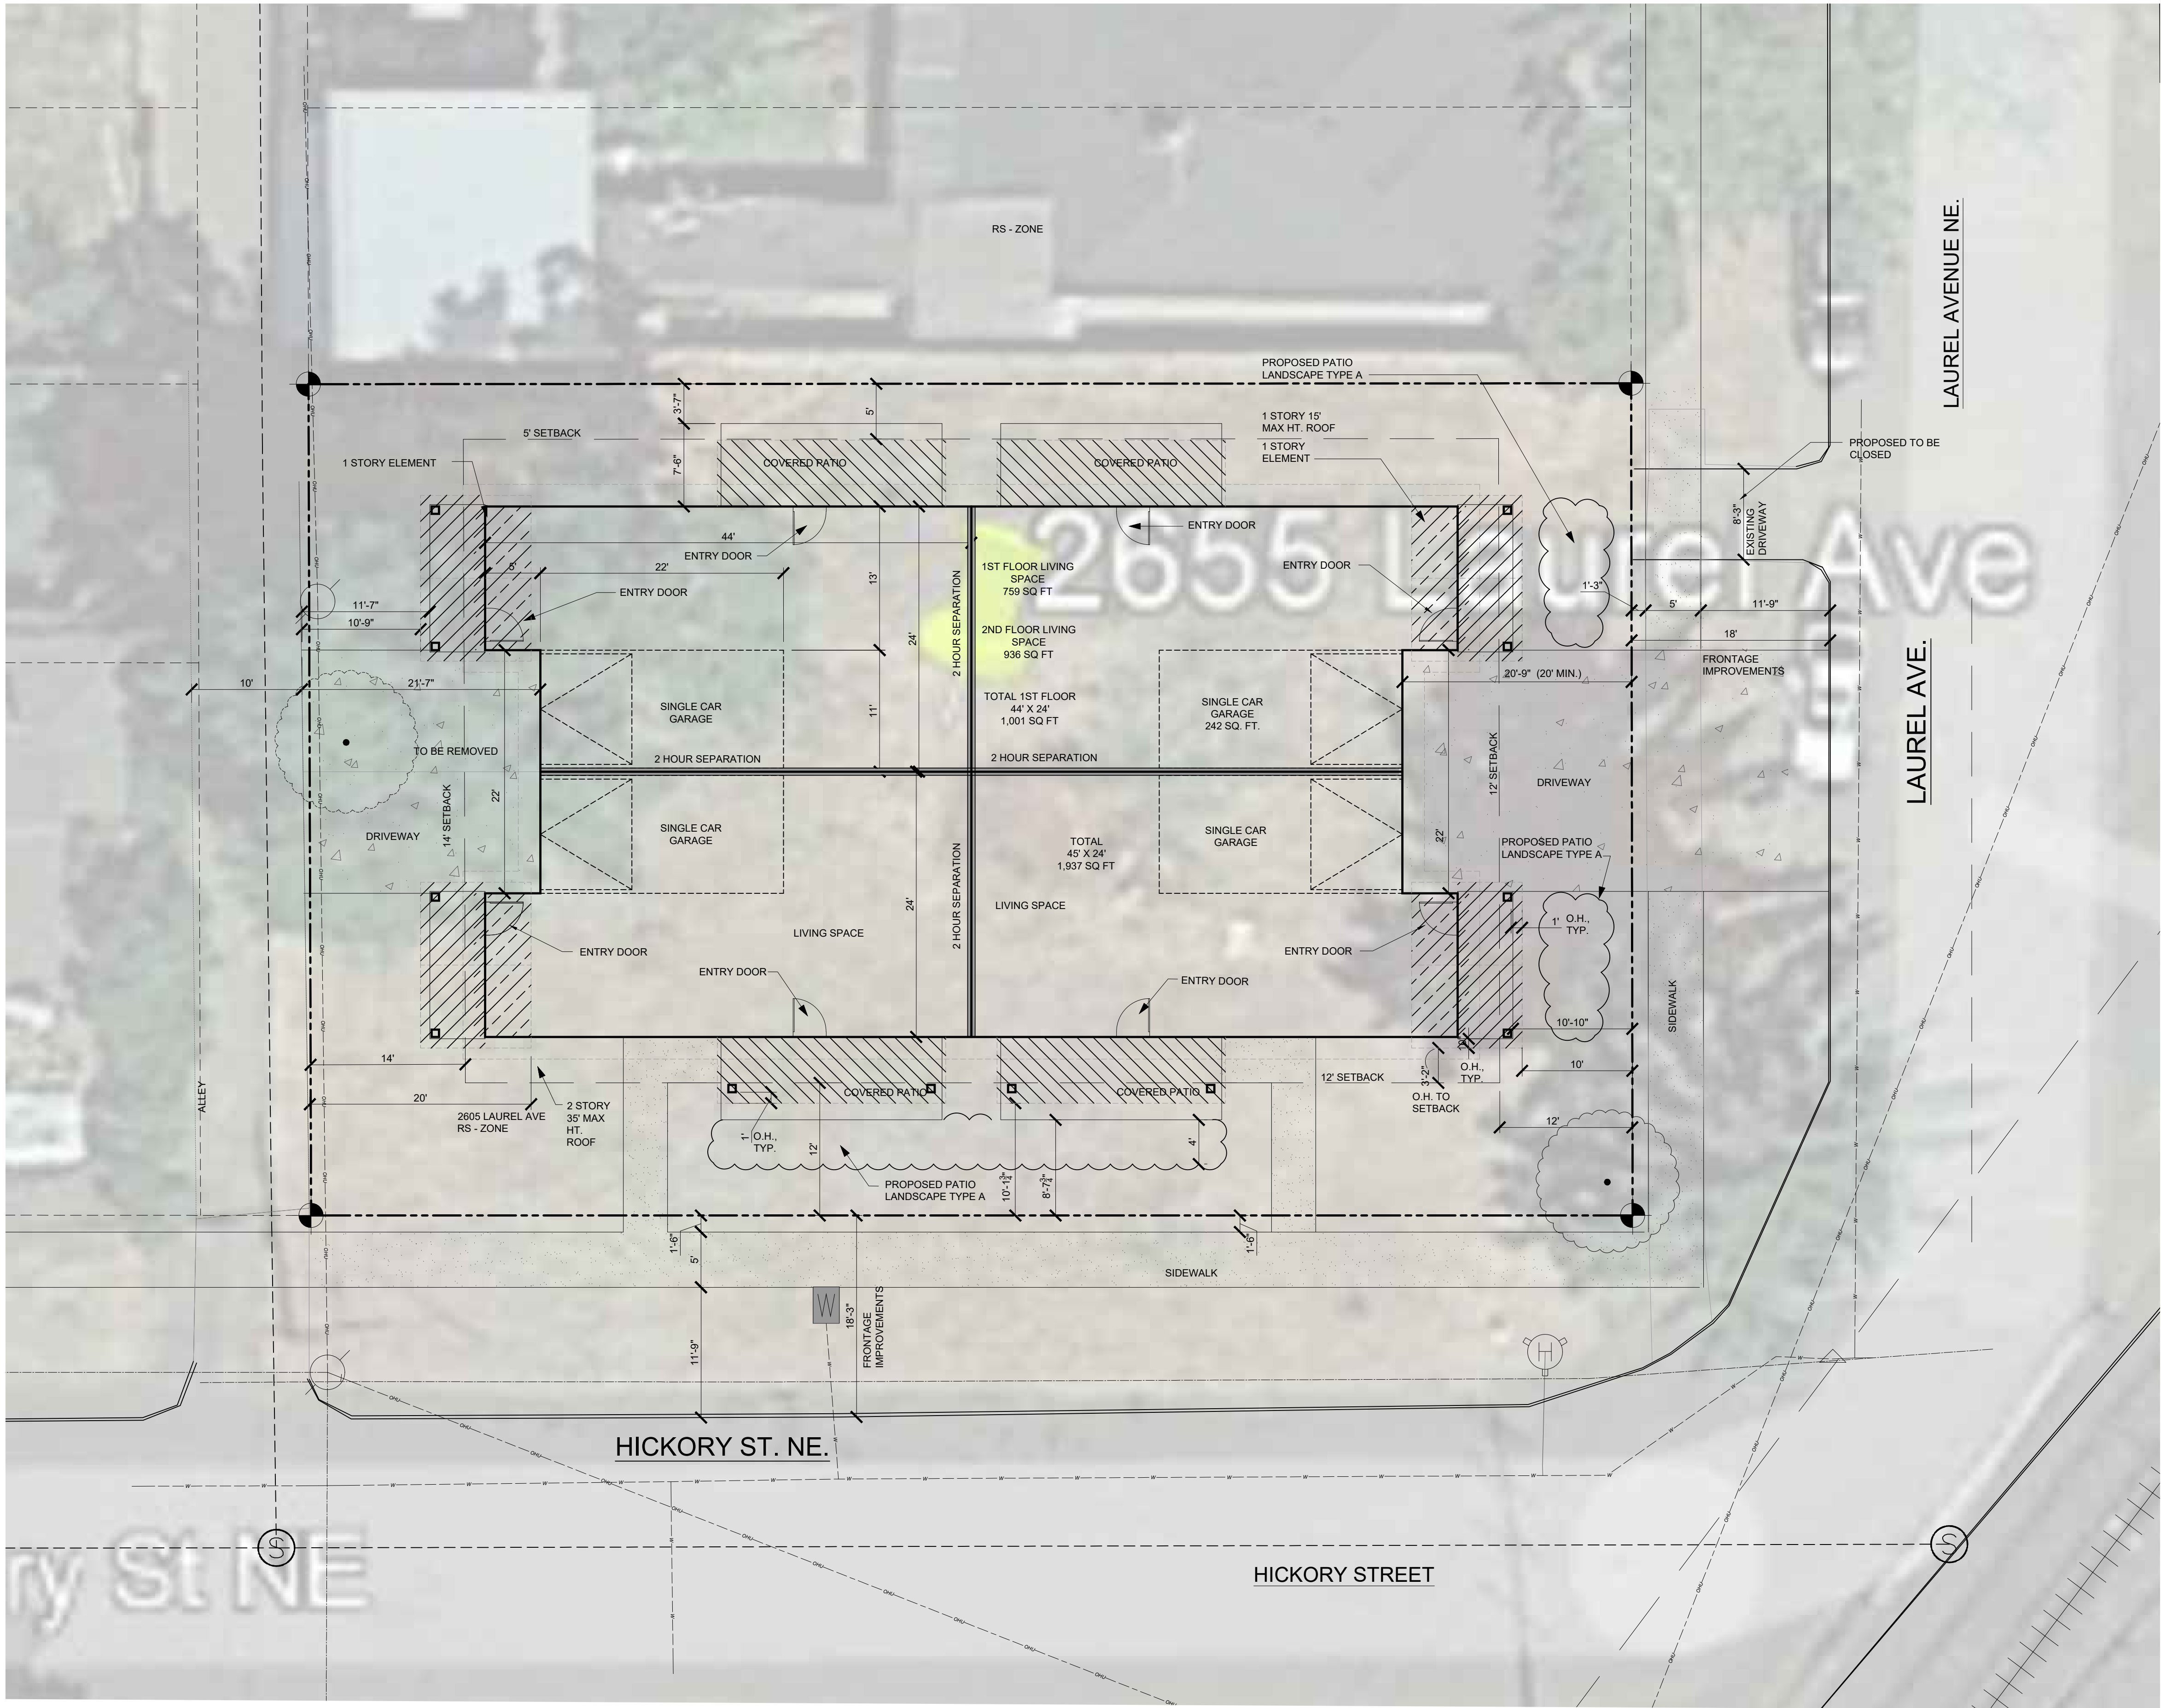 RS - ZONE
LAUREL AVENUE NE.
PROPOSED PATIO
LANDSCAPE TYPE A
3'-7"
5'
5' SETBACK
1 STORY 15'
MAX HT. ROOF
1 STORY
ELEMENT
PROPOSED TO BE
CLOSED
1 STORY ELEMENT
7'-6"
COVERED PATIO
COVERED PATIO
8'-3"
EXISTING
DRIVEWAY
2655 Laurel Ave
44'
ENTRY DOOR
ENTRY DOOR
5'
22'
ENTRY DOOR
13'
24'
2 HOUR SEPARATION
1ST FLOOR LIVING
SPACE
759 SQ FT
ENTRY DOOR
1'-3"
5'
11'-9"
11'-7"
10'-9"
2ND FLOOR LIVING
SPACE
936 SQ FT
18'
FRONTAGE
IMPROVEMENTS
10'
21'-7"
20'-9" (20' MIN.)
LAUREL AVE.
SINGLE CAR
GARAGE
11'
TOTAL 1ST FLOOR
44' X 24'
1,001 SQ FT
SINGLE CAR
GARAGE
242 SQ. FT.
12' SETBACK
TO BE REMOVED
2 HOUR SEPARATION
2 HOUR SEPARATION
DRIVEWAY
14' SETBACK
22'
DRIVEWAY
SINGLE CAR
GARAGE
2 HOUR SEPARATION
TOTAL
45' X 24'
1,937 SQ FT
SINGLE CAR
GARAGE
22'
PROPOSED PATIO
LANDSCAPE TYPE A
24'
LIVING SPACE
LIVING SPACE
1' O.H.,
TYP.
ENTRY DOOR
ENTRY DOOR
ENTRY DOOR
ENTRY DOOR
SIDEWALK
10'-10"
14'
O.H.,
TYP.
10'
ALLEY
20'
2605 LAUREL AVE
RS - ZONE
2 STORY
35' MAX
HT.
ROOF
COVERED PATIO
COVERED PATIO
12' SETBACK
3'-2"
O.H. TO
SETBACK
12'
1'
O.H.,
TYP.
12'
4'
PROPOSED PATIO
LANDSCAPE TYPE A
10'-1¾"
8'-7¾"
1'-6"
5'
1'-6"
SIDEWALK
W
18'-3"
FRONTAGE
IMPROVEMENTS
11'-9"
H
HICKORY ST. NE.
S
S
ry St NE
HICKORY STREET